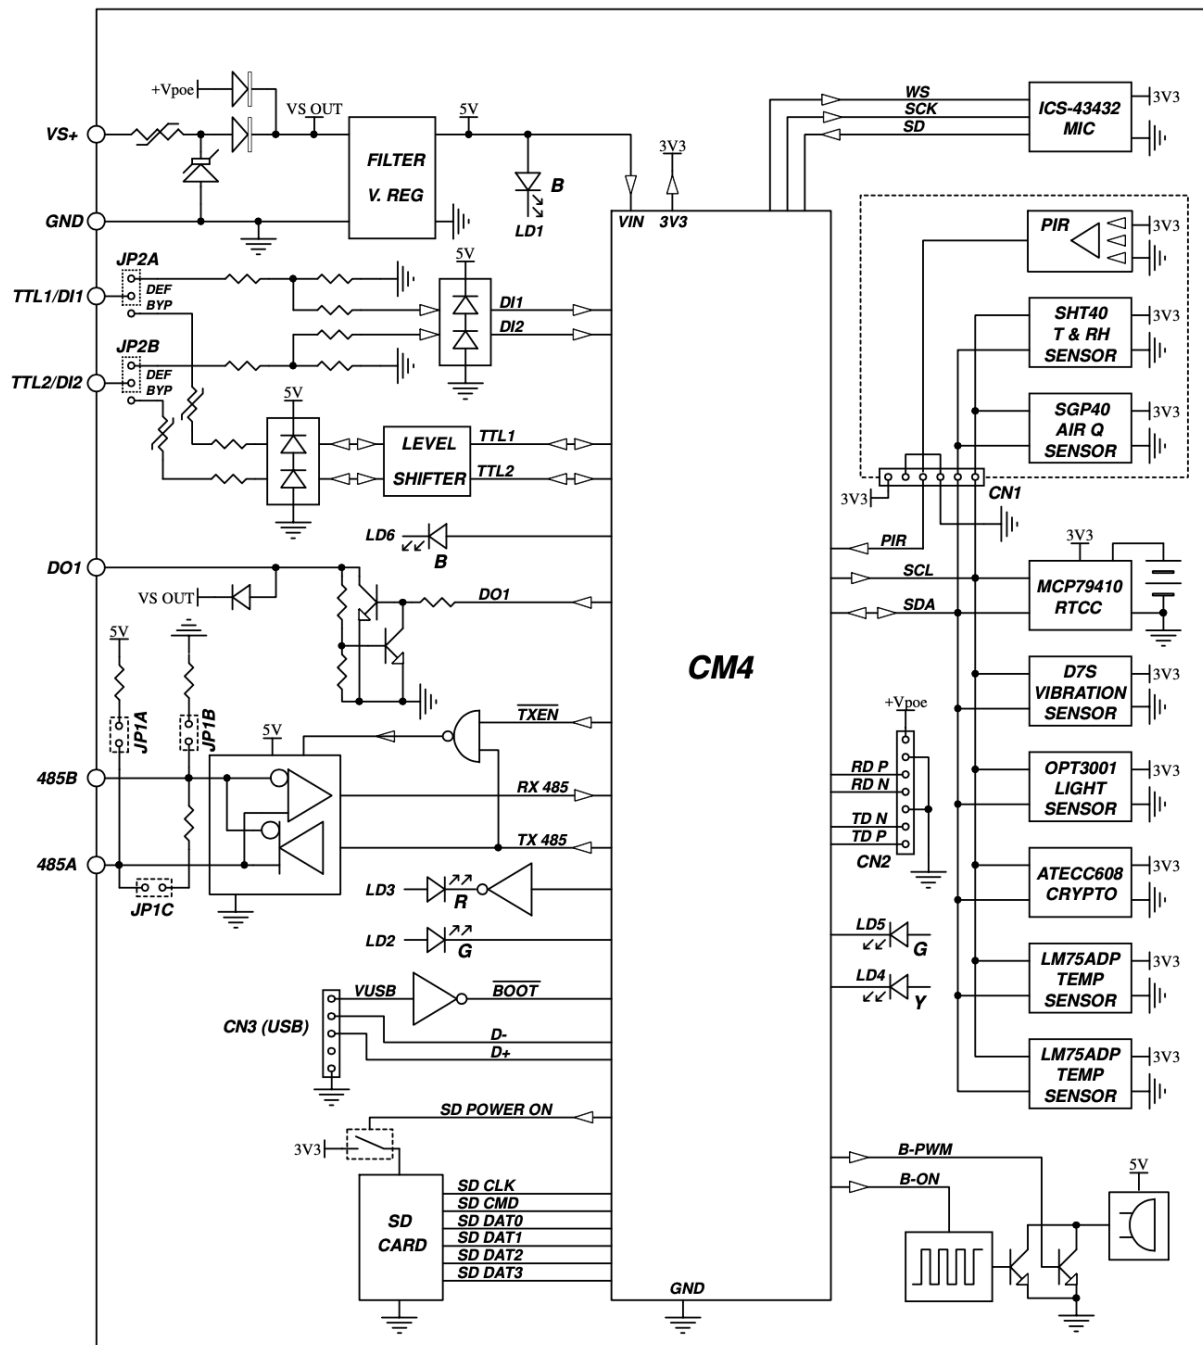 +Vpoe
VS OUT
5V
VS+
FILTER
V. REG
B
LD1
GND
3V3
VIN
3V3
WS
SCK
SD
ICS-43432
MIC
3V3
PIR
3V3
SHT40
T & RH
SENSOR
3V3
SGP40
AIR Q
SENSOR
3V3
3V3
CN1
JP2A
DEF
BYP
TTL1/DI1
5V
DI1
DI2
JP2B
DEF
BYP
TTL2/DI2
5V
LEVEL
SHIFTER
TTL1
TTL2
LD6
B
DO1
VS OUT
DO1
CM4
PIR
SCL
SDA
3V3
MCP79410
RTCC
D7S
VIBRATION
SENSOR
3V3
OPT3001
LIGHT
SENSOR
3V3
ATECC608
CRYPTO
3V3
LM75ADP
TEMP
SENSOR
3V3
LM75ADP
TEMP
SENSOR
3V3
5V
JP1A
JP1B
5V
TXEN
485B
RX 485
TX 485
485A
JP1C
LD3
R
LD2
G
+Vpoe
RD P
RD N
TD N
TD P
CN2
LD5
G
LD4
Y
CN3 (USB)
VUSB
BOOT
D-
D+
SD POWER ON
3V3
SD
CARD
SD CLK
SD CMD
SD DAT0
SD DAT1
SD DAT2
SD DAT3
GND
B-PWM
B-ON
5V